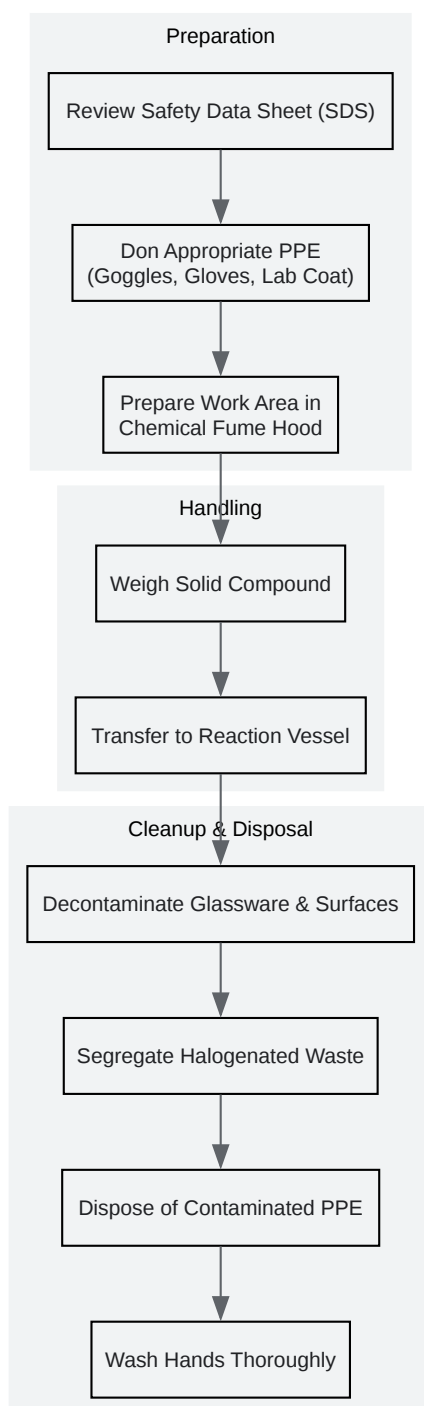 Preparation
Review Safety Data Sheet (SDS)
Don Appropriate PPE
(Goggles, Gloves, Lab Coat)
Prepare Work Area in
Chemical Fume Hood
Handling
Weigh Solid Compound
Transfer to Reaction Vessel
Cleanup & Disposal
Decontaminate Glassware & Surfaces
Segregate Halogenated Waste
Dispose of Contaminated PPE
Wash Hands Thoroughly